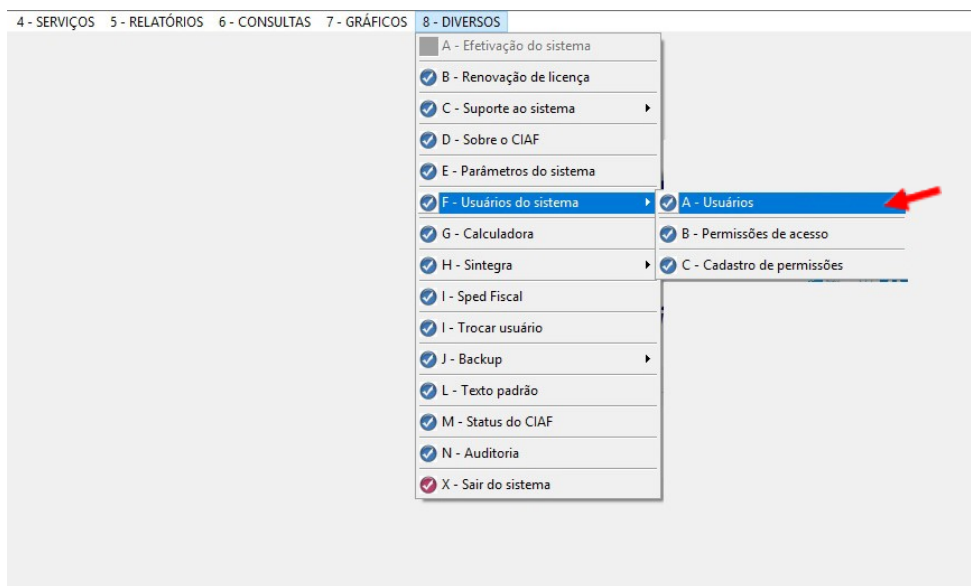 4 - SERVIÇOS 5 - RELATÓRIOS 6 - CONSULTAS 7 - GRÁFICOS 8 - DIVERSOS
A - Efetivação do sistema
B - Renovação de licença
C - Suporte ao sistema
D - Sobre o CIAF
E - Parâmetros do sistema
F - Usuários do sistema
A - Usuários
G - Calculadora
B - Permissões de acesso
H - Sintegra
C - Cadastro de permissões
I - Sped Fiscal
I - Trocar usuário
J - Backup
L - Texto padrão
M - Status do CIAF
N - Auditoria
X - Sair do sistema